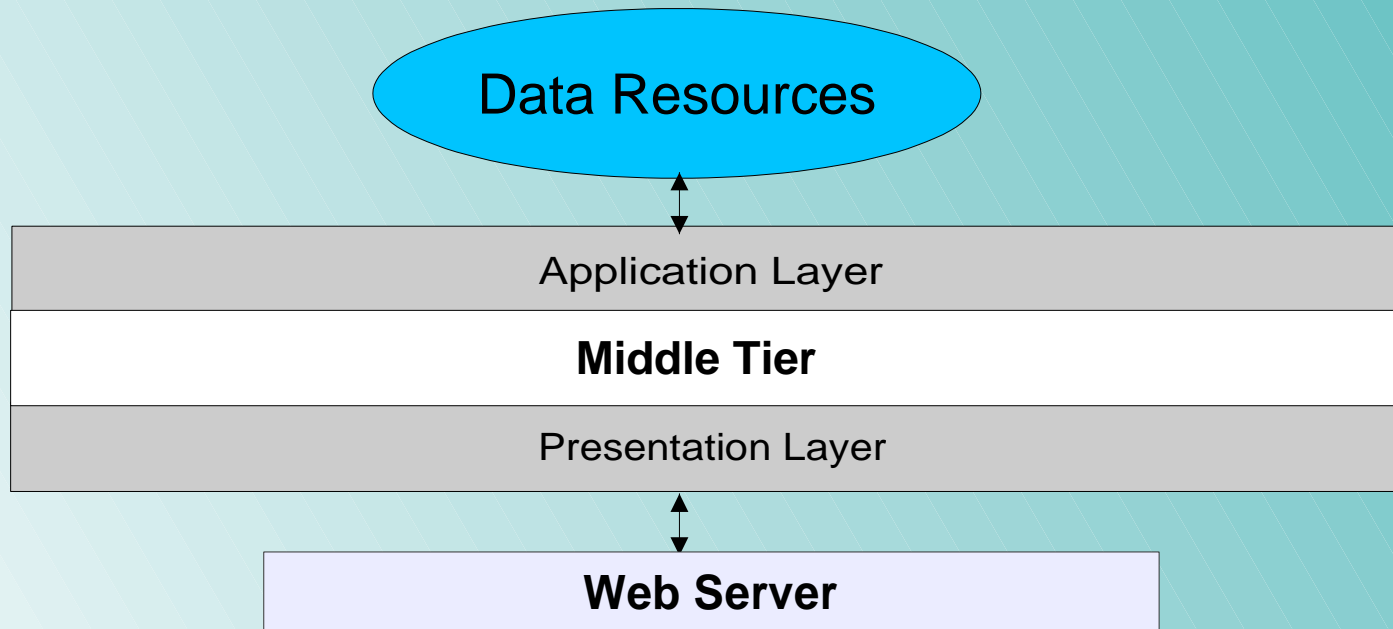 Data Resources
Application Layer
Middle Tier
Presentation Layer
Web Server